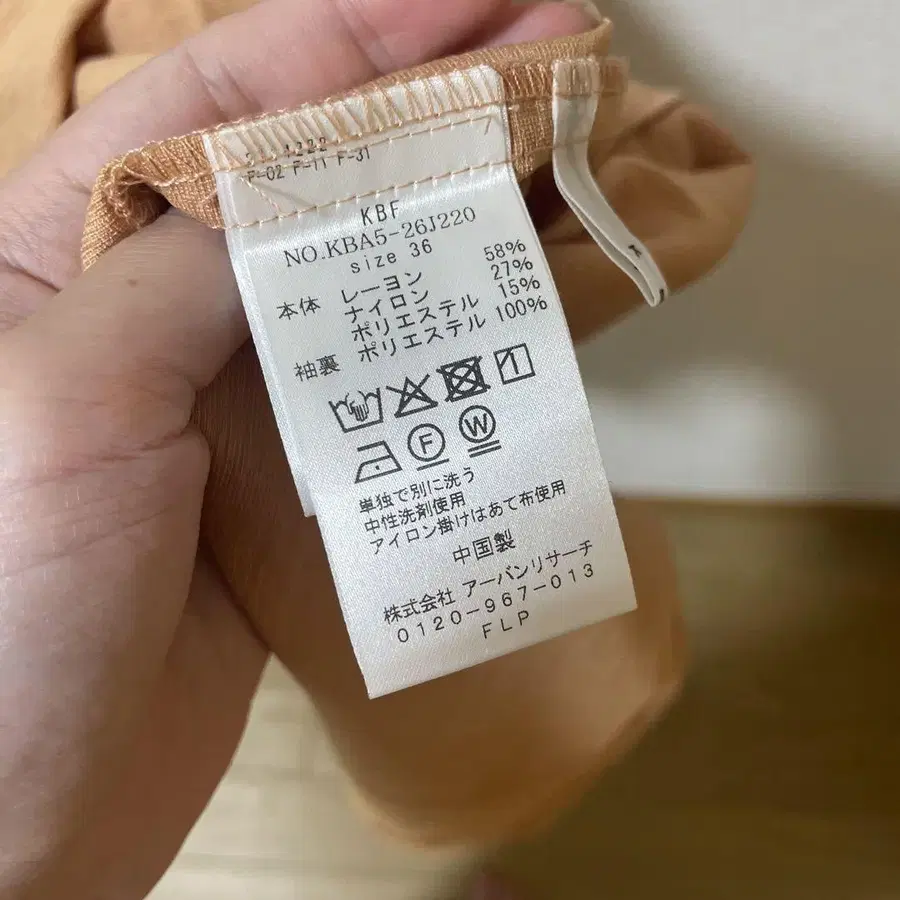 F-02 F-11 F-31
KBF
NO.KBA5-26J220
size 36
本体 レーヨン 58%
ナイロン 27%
ポリエステル 15%
袖裏 ポリエステル 100%
F W
単独で別に洗う
中性洗剤使用
アイロン掛けはあて布使用
中国製
株式会社 アーバンリサーチ
0120-967-013
FLP